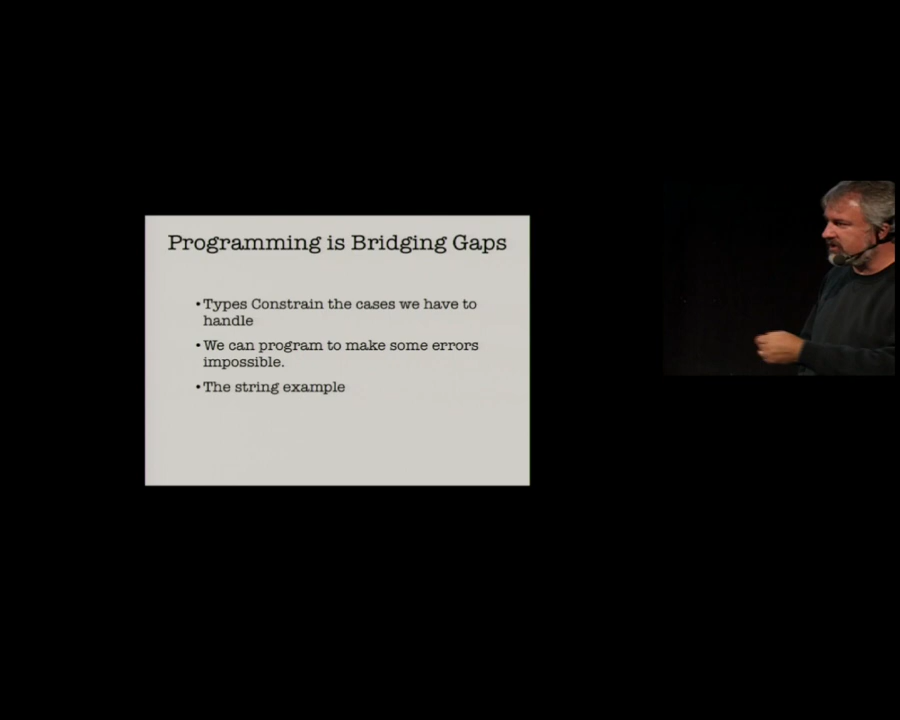 Programming is Bridging Gaps
•Types Constrain the cases we have to
handle
•We can program to make some errors
impossible.
•The string example